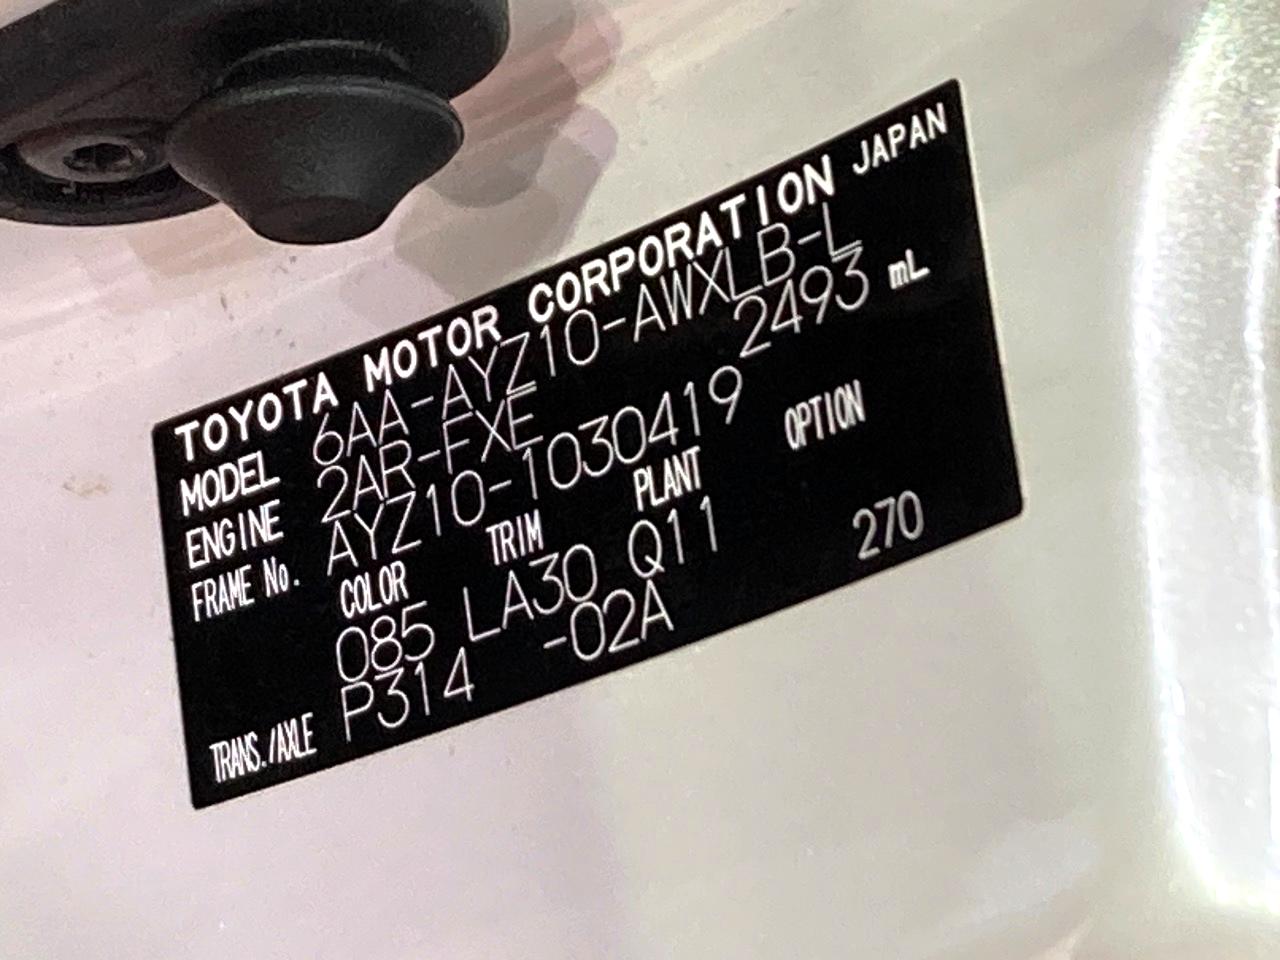 TOYOTA MOTOR CORPORATION JAPAN
MODEL 6AA-AYZ10-AWXLB-L
ENGINE 2AR-FXE 2493 mL
FRAME No. AYZ10-1030419
COLOR TRIM PLANT OPTION
085 LA30 Q11
TRANS./AXLE P314 -02A 270